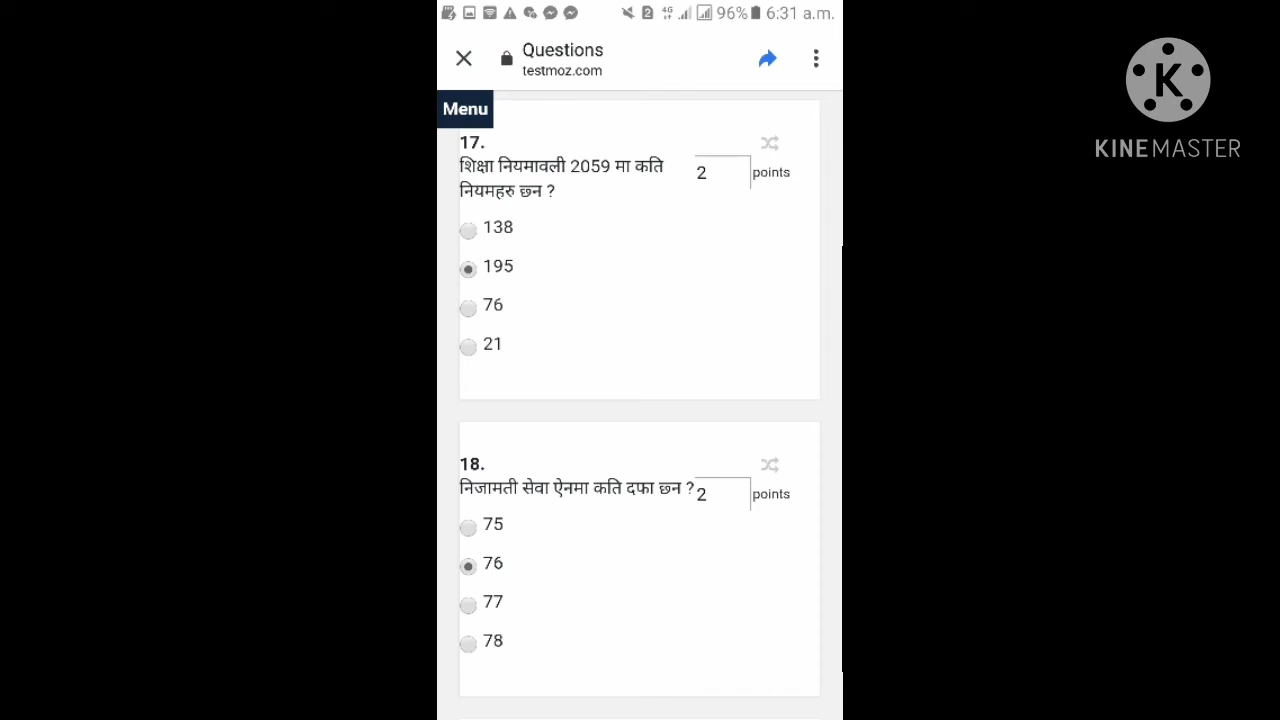 96% 6:31 a.m.
Questions
testmoz.com
Menu
17.
शिक्षा नियमावली 2059 मा कति
नियमहरु छन ?
2 points
138
195
76
21
18.
निजामती सेवा ऐनमा कति दफा छन ?
2 points
75
76
77
78
K
KINEMASTER